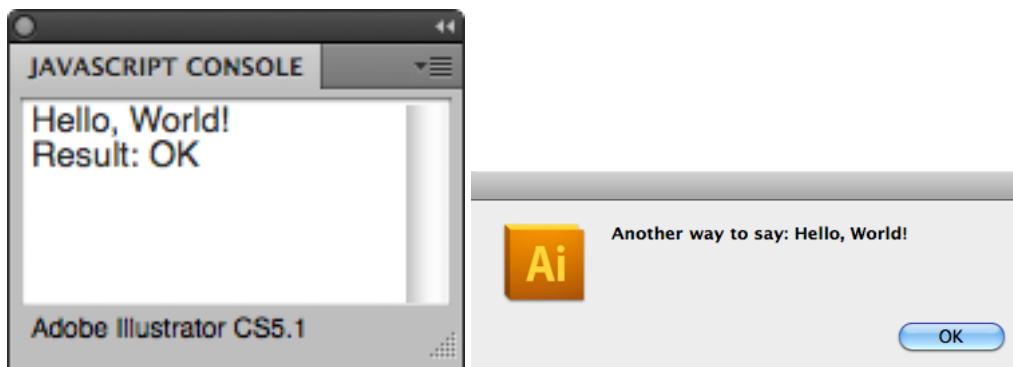 JAVASCRIPT CONSOLE
Hello, World!
Result: OK
Adobe Illustrator CS5.1
Ai
Another way to say: Hello, World!
OK